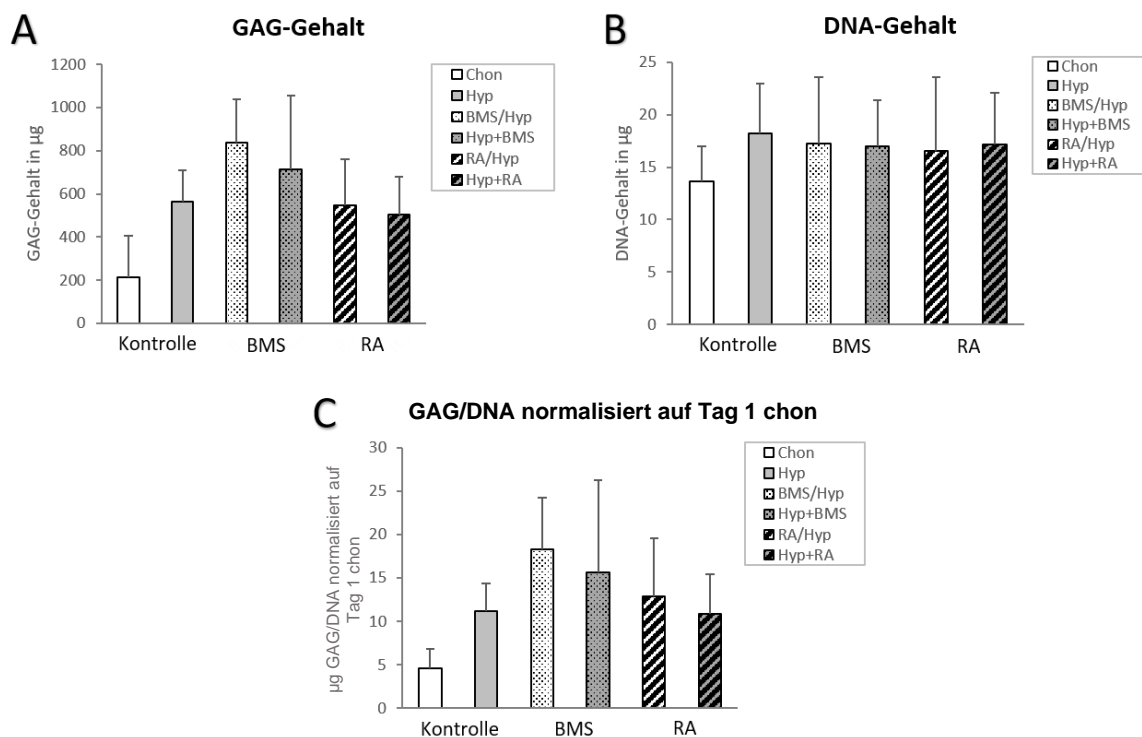 A
GAG-Gehalt
1200
1000
800
600
400
200
0
GAG-Gehalt in µg
Kontrolle
BMS
RA
Chon
Hyp
BMS/Hyp
Hyp+BMS
RA/Hyp
Hyp+RA
B
DNA-Gehalt
25
20
15
10
5
0
DNA-Gehalt in µg
Kontrolle
BMS
RA
Chon
Hyp
BMS/Hyp
Hyp+BMS
RA/Hyp
Hyp+RA
C
GAG/DNA normalisiert auf Tag 1 chon
30
25
20
15
10
5
0
µg GAG/DNA normalisiert auf
Tag 1 chon
Kontrolle
BMS
RA
Chon
Hyp
BMS/Hyp
Hyp+BMS
RA/Hyp
Hyp+RA